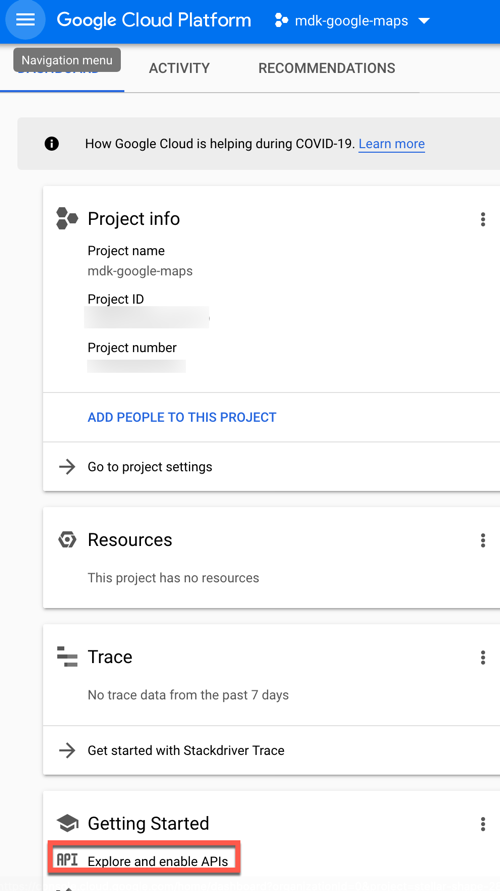 Google Cloud Platform
mdk-google-maps
Navigation menu
DASHBOARD
ACTIVITY
RECOMMENDATIONS
How Google Cloud is helping during COVID-19. Learn more
Project info
Project name
mdk-google-maps
Project ID
Project number
ADD PEOPLE TO THIS PROJECT
Go to project settings
Resources
This project has no resources
Trace
No trace data from the past 7 days
Get started with Stackdriver Trace
Getting Started
API Explore and enable APIs